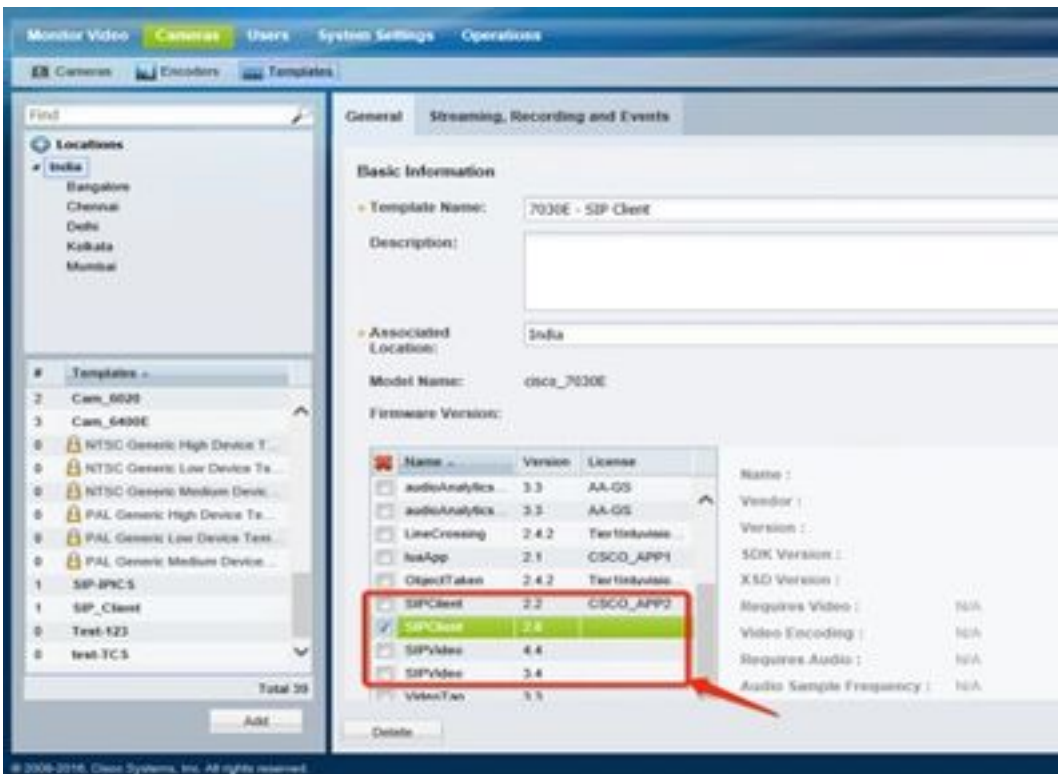 Monitor Video Cameras Users System Settings Operations
Cameras Encoders Templates
Find
Locations
India
Bangalore
Chennai
Delhi
Kolkata
Mumbai
# Templates
2 Cam_6020
3 Cam_6400E
0 NTSC Generic High Device T...
0 NTSC Generic Low Device Te...
0 NTSC Generic Medium Devic...
0 PAL Generic High Device Te...
0 PAL Generic Low Device Tem...
0 PAL Generic Medium Device...
1 SIP-IPICS
1 SIP_Client
0 Test-123
0 test-TCS
Total 39
Add
General Streaming, Recording and Events
Basic Information
Template Name: 7030E - SIP Client
Description:
Associated Location: India
Model Name: cisco_7030E
Firmware Version:
Name Version License
audioAnalytics... 3.3 AA-GS
audioAnalytics... 3.3 AA-GS
LineCrossing 2.4.2
luaApp 2.1 CSCO_APP1
ObjectTaken 2.4.2
SIPClient 2.2 CSCO_APP2
SIPClient 2.6
SIPVideo 4.4
SIPVideo 3.4
VideoTap 3.3
Delete
Name :
Vendor :
Version :
SDK Version :
XSD Version :
Requires Video : N/A
Video Encoding : N/A
Requires Audio : N/A
Audio Sample Frequency : N/A
© 2006-2016, Cisco Systems, Inc. All rights reserved.